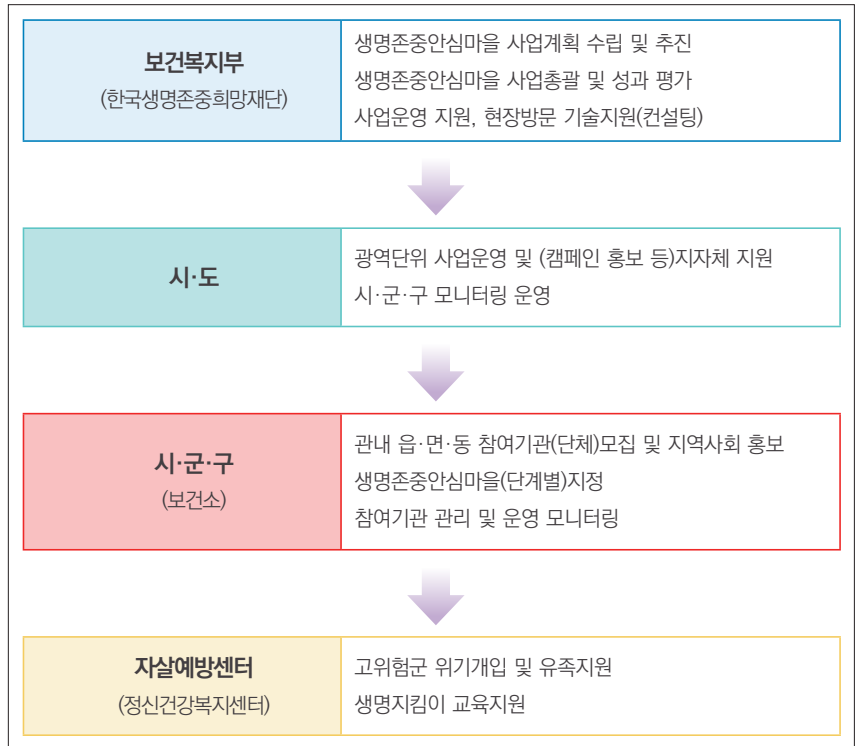 보건복지부
(한국생명존중희망재단)
생명존중안심마을 사업계획 수립 및 추진
생명존중안심마을 사업총괄 및 성과 평가
사업운영 지원, 현장방문 기술지원(컨설팅)
시·도
광역단위 사업운영 및 (캠페인 홍보 등)지자체 지원
시·군·구 모니터링 운영
시·군·구
(보건소)
관내 읍·면·동 참여기관(단체)모집 및 지역사회 홍보
생명존중안심마을(단계별)지정
참여기관 관리 및 운영 모니터링
자살예방센터
(정신건강복지센터)
고위험군 위기개입 및 유족지원
생명지킴이 교육지원